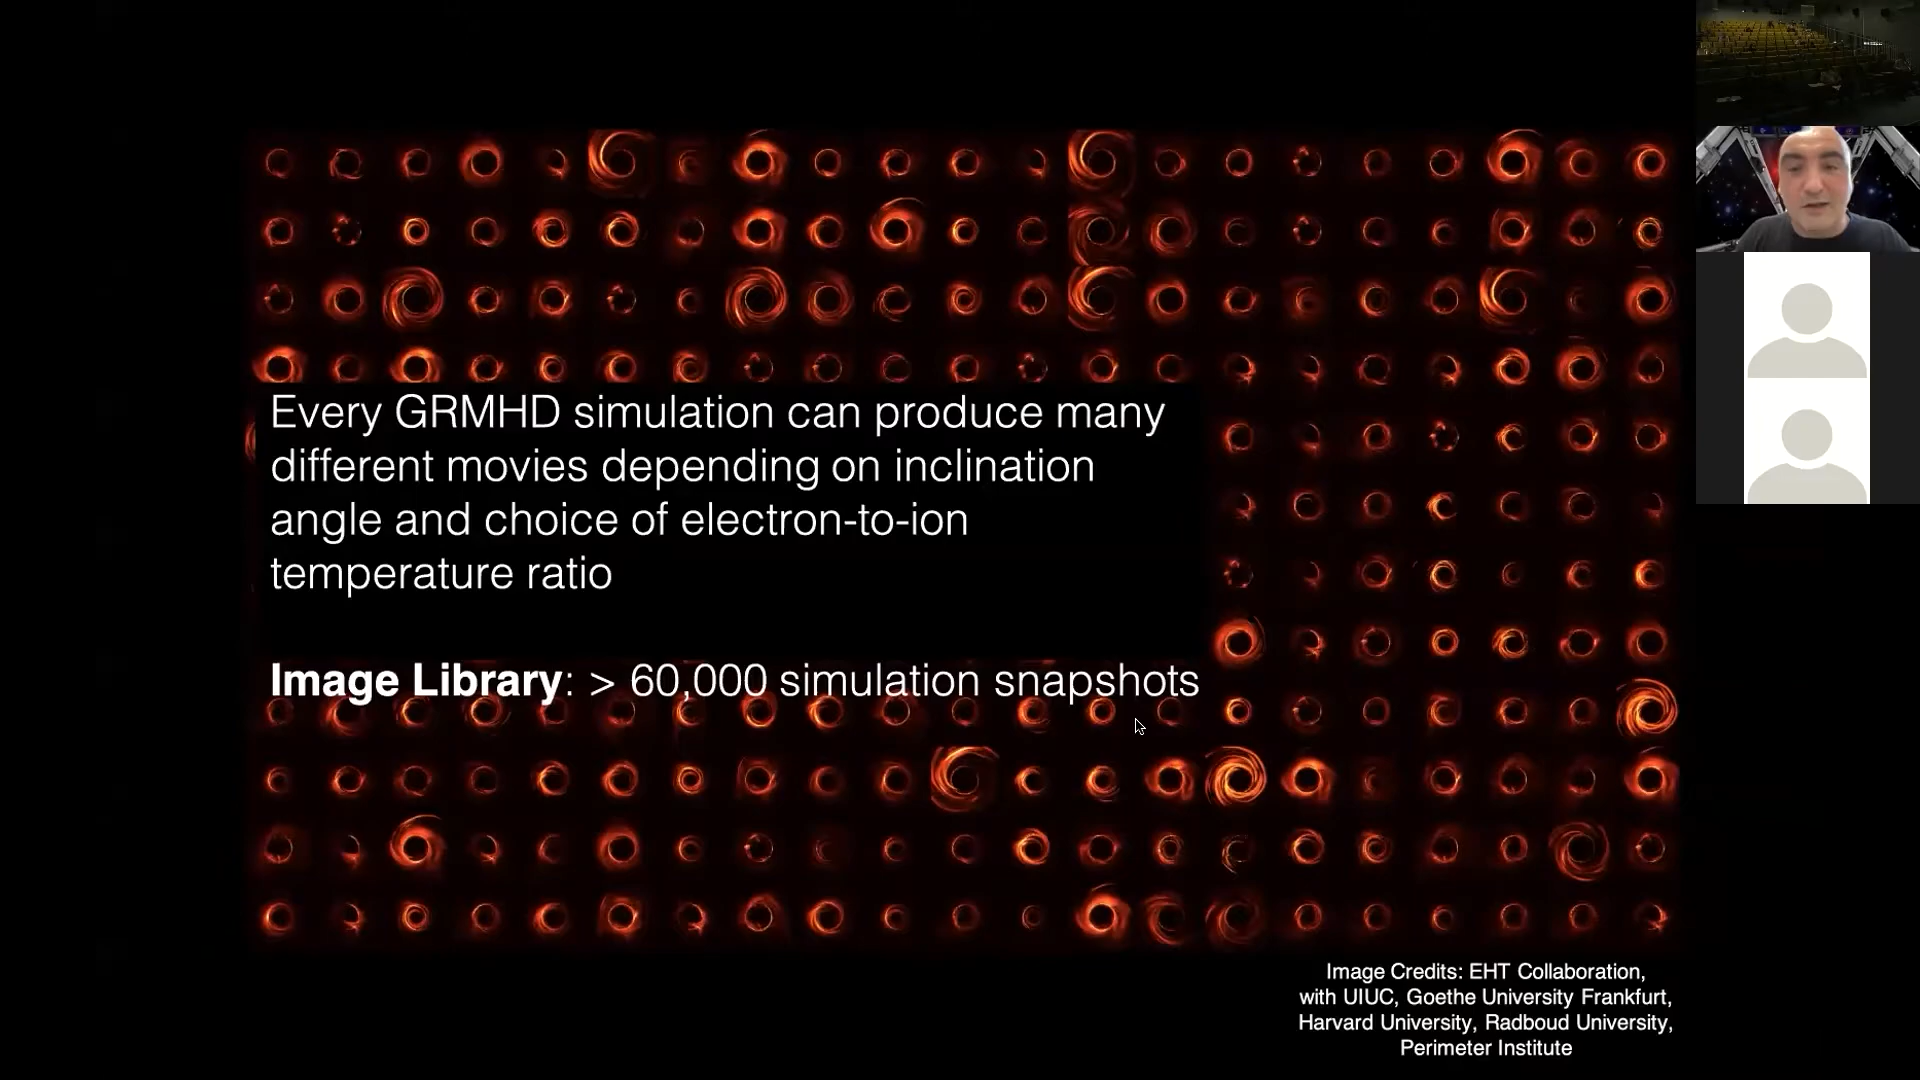 Every GRMHD simulation can produce many
different movies depending on inclination
angle and choice of electron-to-ion
temperature ratio
Image Library: > 60,000 simulation snapshots
Image Credits: EHT Collaboration,
with UIUC, Goethe University Frankfurt,
Harvard University, Radboud University,
Perimeter Institute